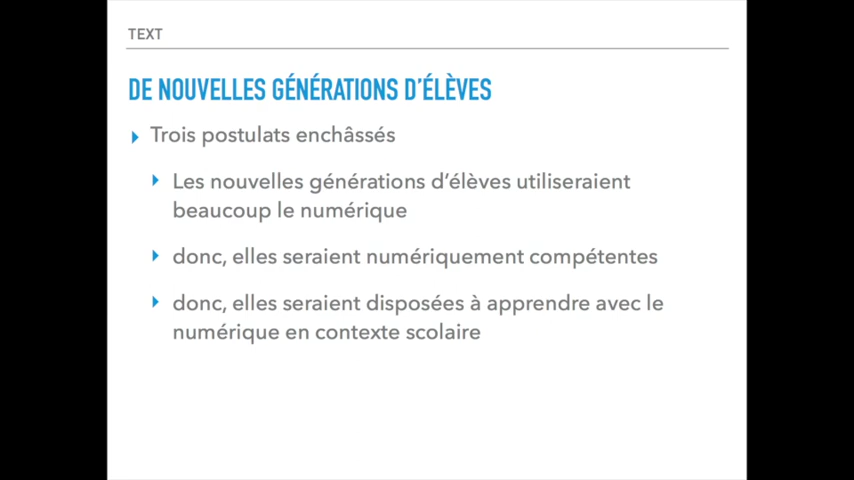 TEXT
DE NOUVELLES GÉNÉRATIONS D'ÉLÈVES
Trois postulats enchâssés
Les nouvelles générations d'élèves utiliseraient
beaucoup le numérique
donc, elles seraient numériquement compétentes
donc, elles seraient disposées à apprendre avec le
numérique en contexte scolaire